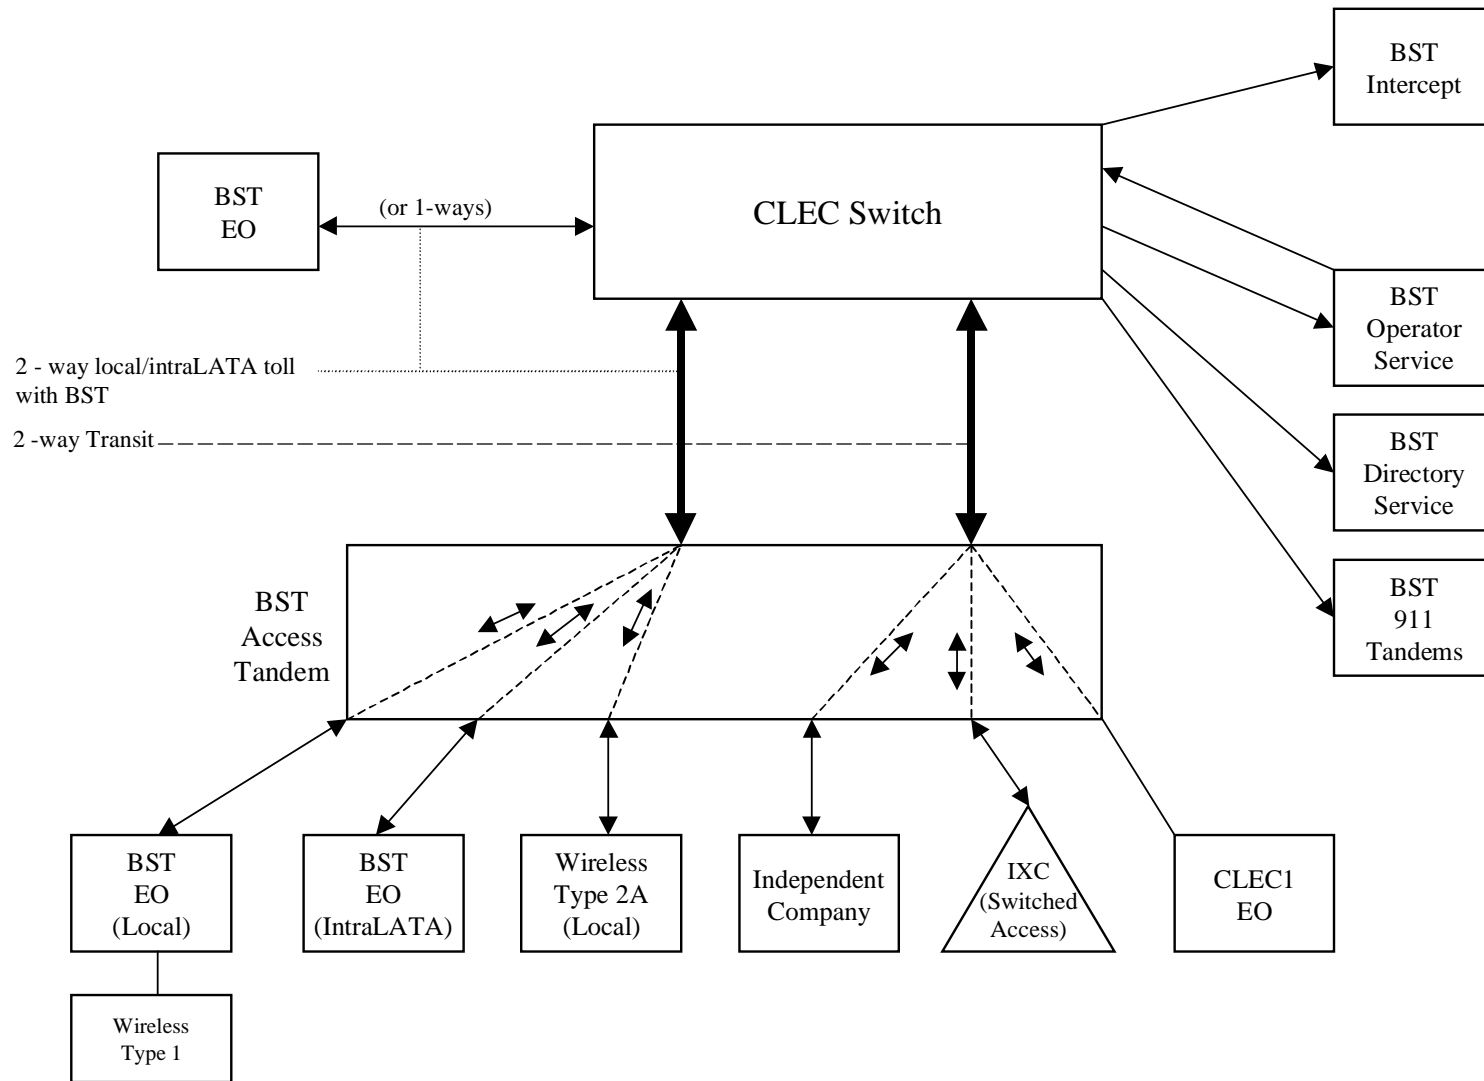 BST
Intercept
BST
EO
(or 1-ways)
CLEC Switch
BST
Operator
Service
2 - way local/intraLATA toll
with BST
2 -way Transit
BST
Directory
Service
BST
Access
Tandem
BST
911
Tandems
BST
EO
(Local)
BST
EO
(IntraLATA)
Wireless
Type 2A
(Local)
Independent
Company
IXC
(Switched
Access)
CLEC1
EO
Wireless
Type 1